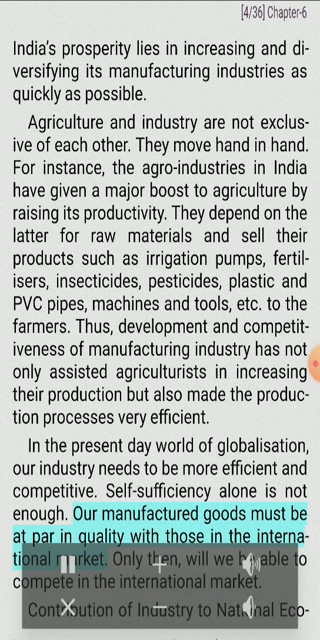 [4/36] Chapter-6
India's prosperity lies in increasing and di-
versifying its manufacturing industries as
quickly as possible.
Agriculture and industry are not exclus-
ive of each other. They move hand in hand.
For instance, the agro-industries in India
have given a major boost to agriculture by
raising its productivity. They depend on the
latter for raw materials and sell their
products such as irrigation pumps, fertil-
isers, insecticides, pesticides, plastic and
PVC pipes, machines and tools, etc. to the
farmers. Thus, development and competit-
iveness of manufacturing industry has not
only assisted agriculturists in increasing
their production but also made the produc-
tion processes very efficient.
In the present day world of globalisation,
our industry needs to be more efficient and
competitive. Self-sufficiency alone is not
enough. Our manufactured goods must be
at par in quality with those in the interna-
tional market. Only then, will we be able to
compete in the international market.
Contribution of Industry to National Eco-